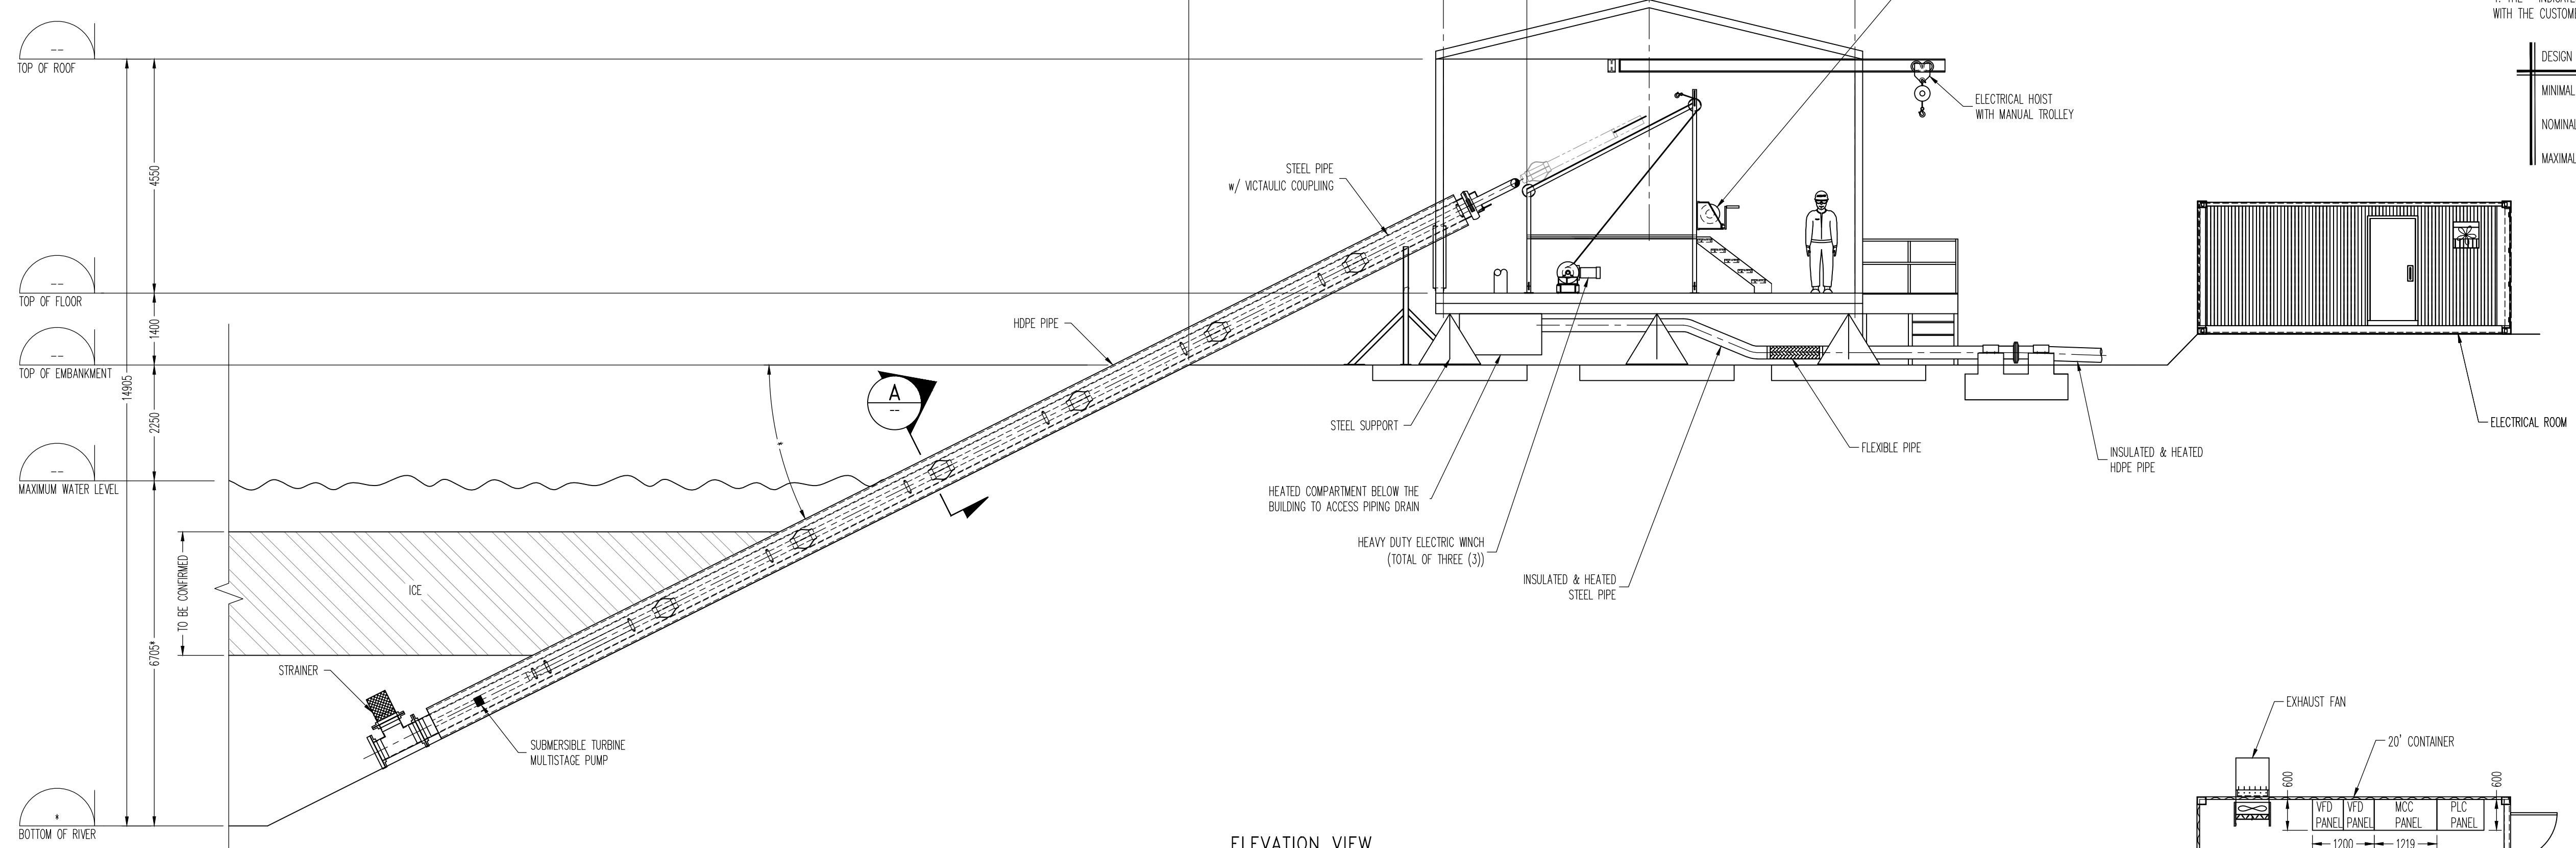 4. THE * INDICATE
WITH THE CUSTOME
DESIGN
MINIMAL
NOMINAL
MAXIMAL
--
TOP OF ROOF
--
TOP OF FLOOR
--
TOP OF EMBANKMENT
--
MAXIMUM WATER LEVEL
*
BOTTOM OF RIVER
14905
4550
1400
2250
6705*
TO BE CONFIRMED
ICE
STRAINER
SUBMERSIBLE TURBINE
MULTISTAGE PUMP
A
--
*
HDPE PIPE
STEEL PIPE
w/ VICTAULIC COUPLIING
ELECTRICAL HOIST
WITH MANUAL TROLLEY
STEEL SUPPORT
HEATED COMPARTMENT BELOW THE
BUILDING TO ACCESS PIPING DRAIN
HEAVY DUTY ELECTRIC WINCH
(TOTAL OF THREE (3))
INSULATED & HEATED
STEEL PIPE
FLEXIBLE PIPE
INSULATED & HEATED
HDPE PIPE
ELECTRICAL ROOM
ELEVATION VIEW
EXHAUST FAN
20' CONTAINER
600
VFD
PANEL
VFD
PANEL
MCC
PANEL
PLC
PANEL
600
1200
1219